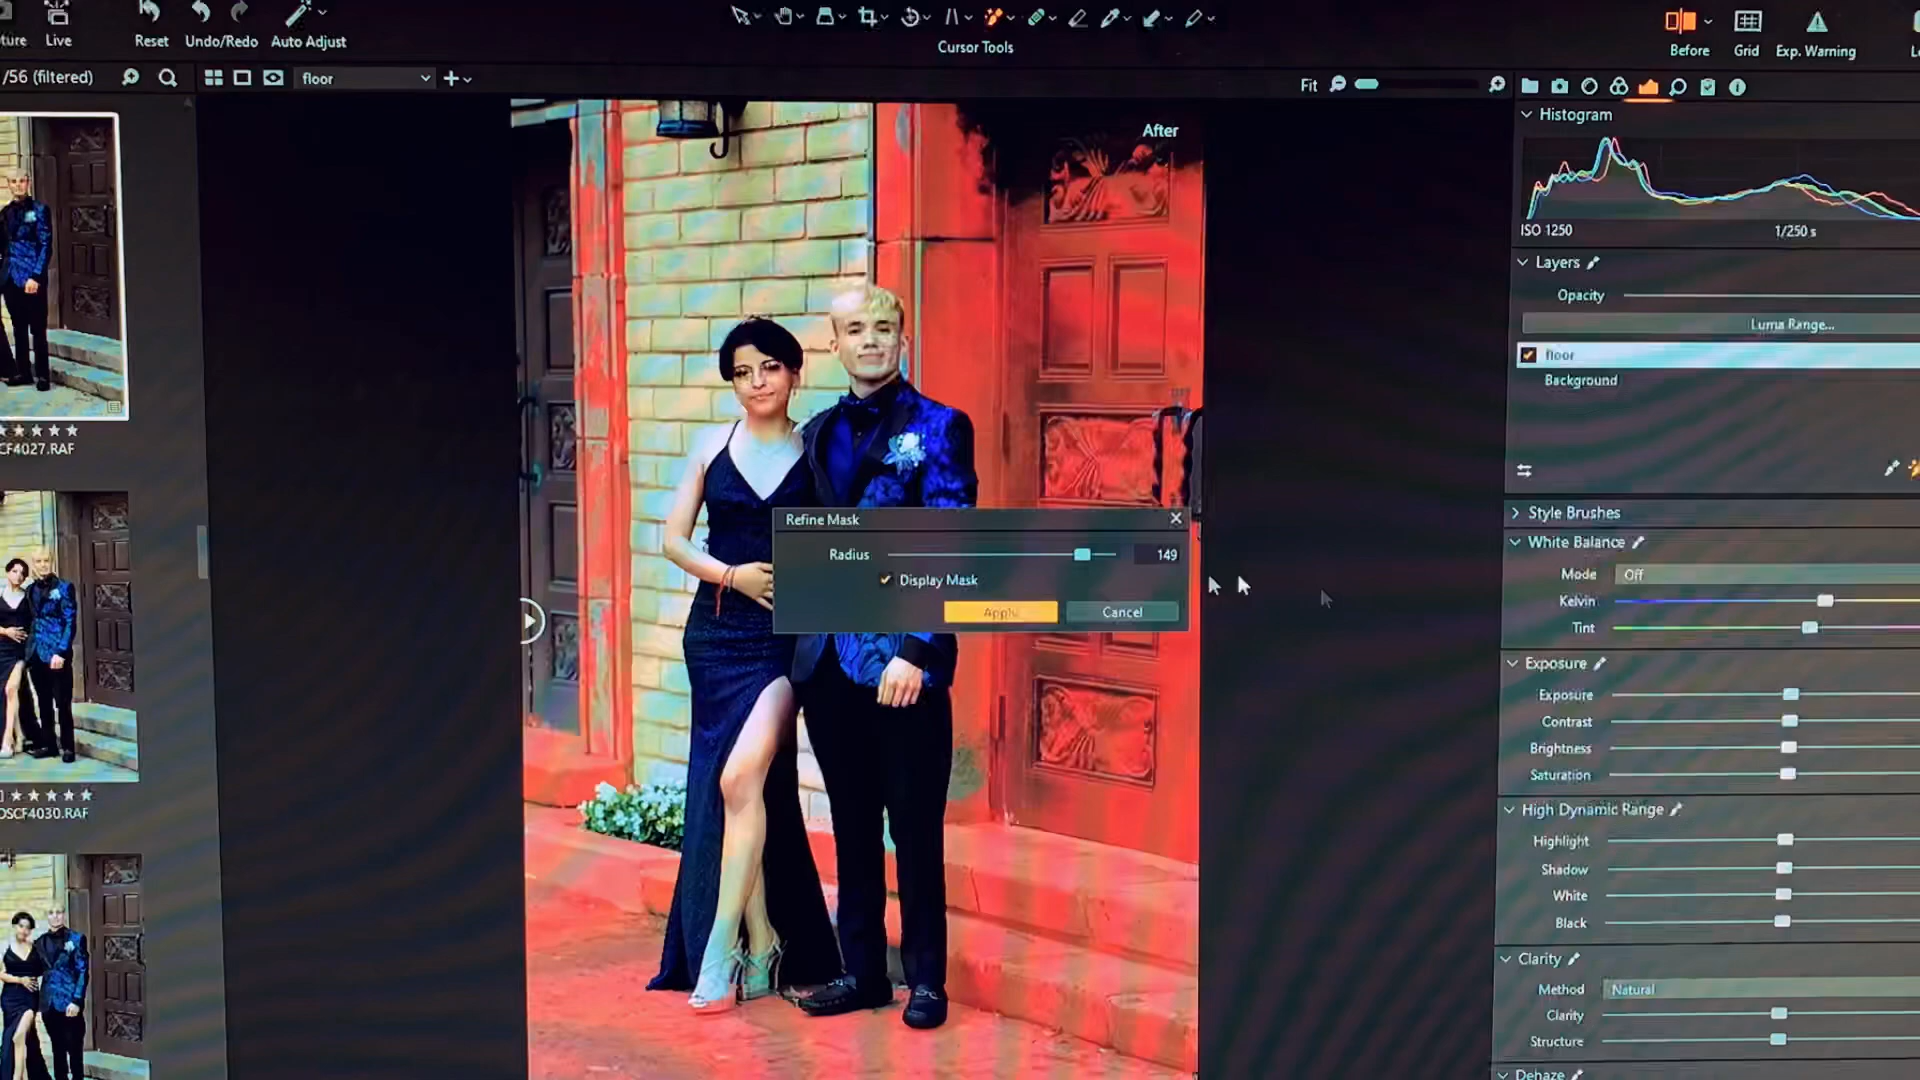 ture
Live
Reset
Undo/Redo
Auto Adjust
Cursor Tools
Before
Grid
Exp. Warning
/56 (filtered)
floor
Fit
After
Histogram
ISO 1250
1/250 s
Layers
Opacity
Luma Range...
floor
Background
CF4027.RAF
Refine Mask
Radius
149
Display Mask
Apply
Cancel
Style Brushes
White Balance
Mode
Off
Kelvin
Tint
Exposure
Exposure
Contrast
Brightness
Saturation
High Dynamic Range
Highlight
Shadow
White
Black
DSCF4030.RAF
Clarity
Method
Natural
Clarity
Structure
Dehaze